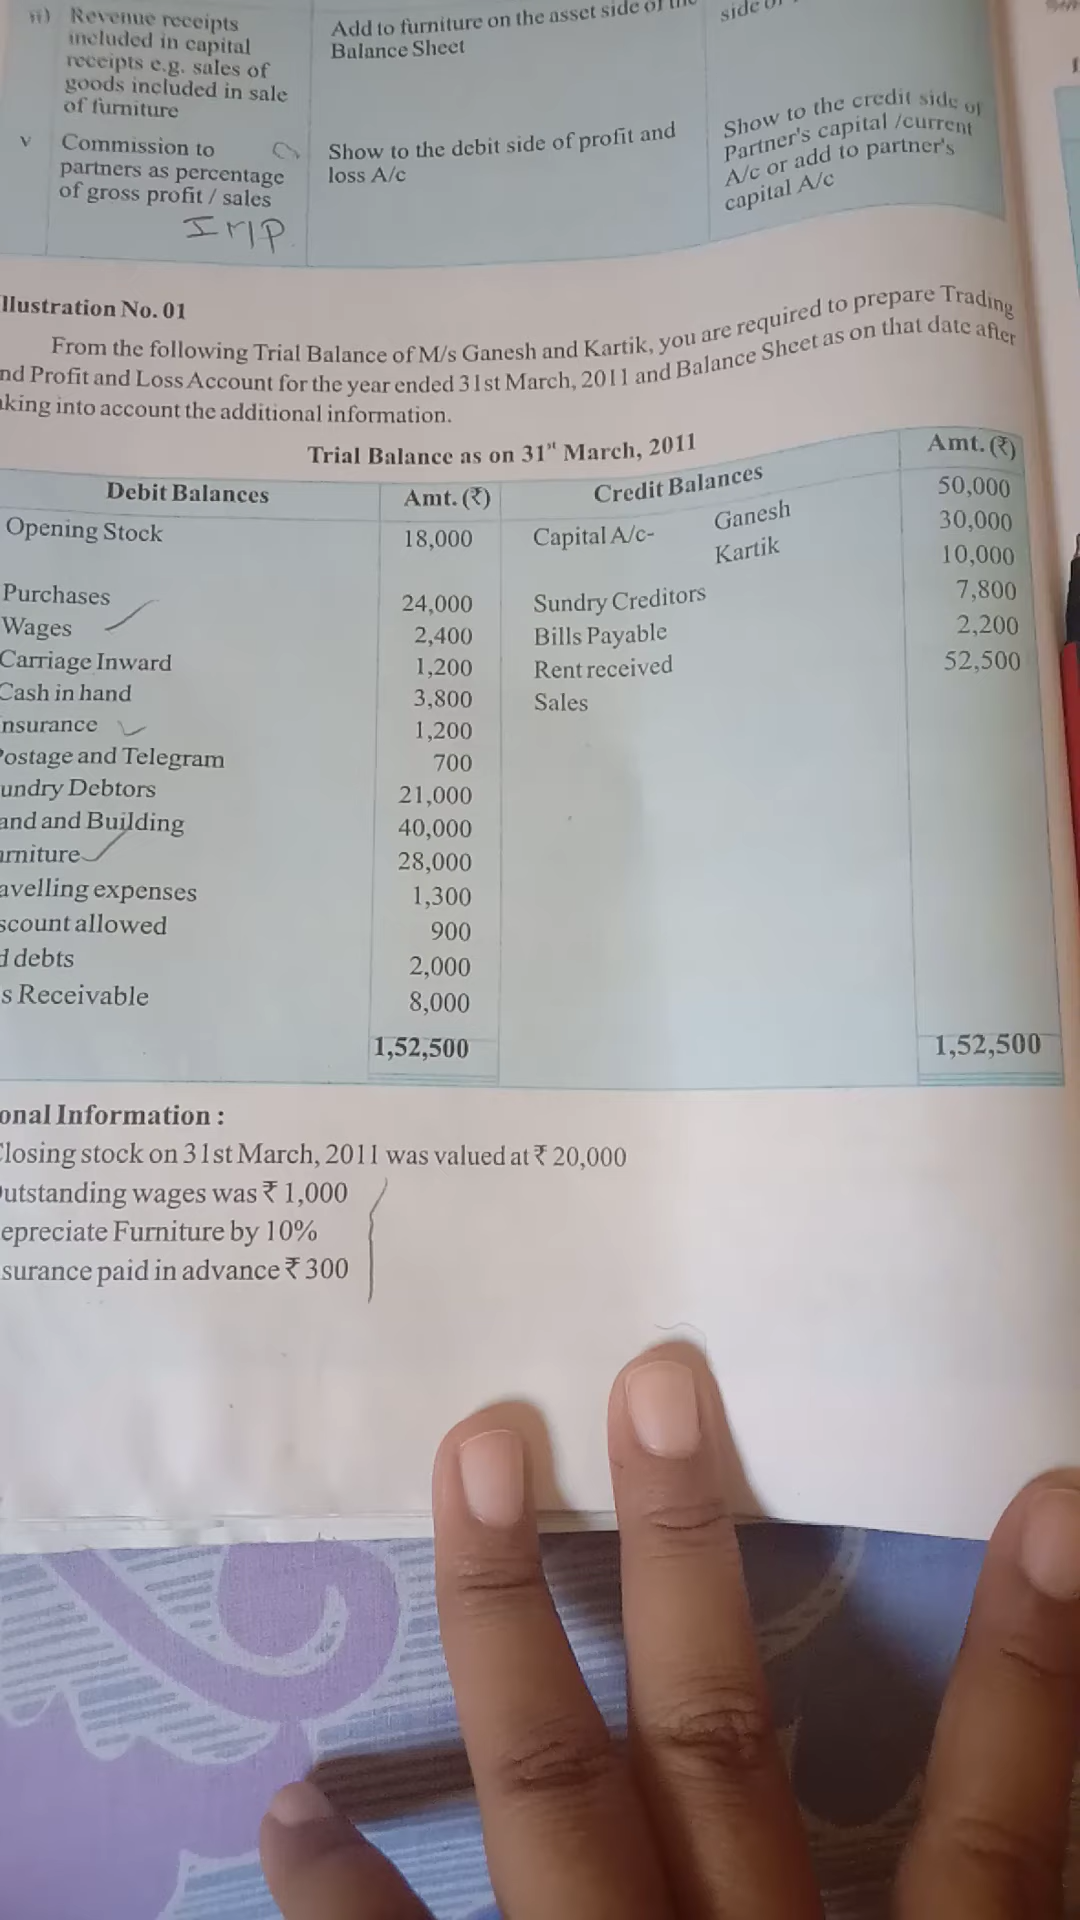 ii) Revenue receipts
included in capital
receipts e.g. sales of
goods included in sale
of furniture
Add to furniture on the asset side of the
Balance Sheet
side
v Commission to
partners as percentage
of gross profit / sales
IMP.
Show to the debit side of profit and
loss A/c
Show to the credit side of
Partner's capital /current
A/c or add to partner's
capital A/c
llustration No. 01
From the following Trial Balance of M/s Ganesh and Kartik, you are required to prepare Trading
nd Profit and Loss Account for the year ended 31st March, 2011 and Balance Sheet as on that date after
aking into account the additional information.
Trial Balance as on 31st March, 2011
Debit Balances Amt. (₹) Credit Balances Amt. (₹)
Opening Stock 18,000 Capital A/c- Ganesh 50,000
Kartik 30,000
Purchases 24,000 Sundry Creditors 10,000
Wages 2,400 Bills Payable 7,800
Carriage Inward 1,200 Rent received 2,200
Cash in hand 3,800 Sales 52,500
nsurance 1,200
Postage and Telegram 700
undry Debtors 21,000
and and Building 40,000
urniture 28,000
avelling expenses 1,300
scount allowed 900
d debts 2,000
s Receivable 8,000
1,52,500 1,52,500
onal Information :
Closing stock on 31st March, 2011 was valued at ₹ 20,000
outstanding wages was ₹ 1,000
epreciate Furniture by 10%
surance paid in advance ₹ 300